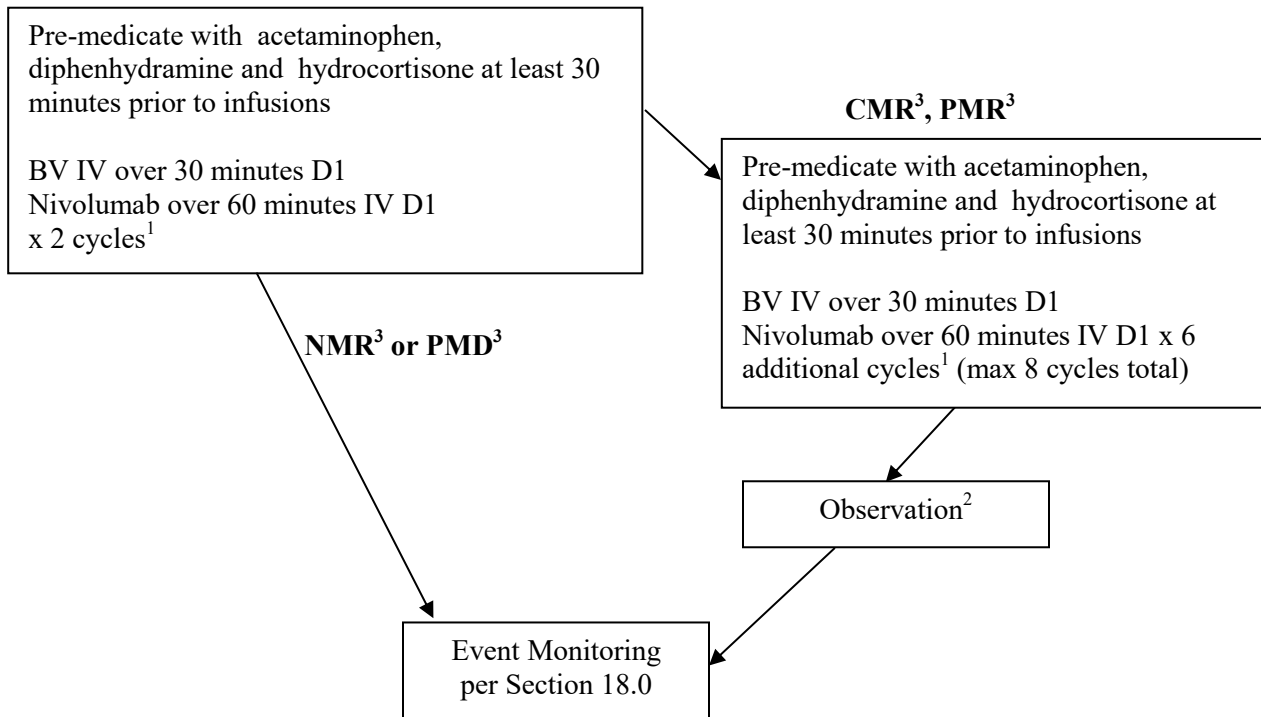 Pre-medicate with  acetaminophen,
diphenhydramine and  hydrocortisone at least 30
minutes prior to infusions
BV IV over 30 minutes D1
Nivolumab over 60 minutes IV D1
x 2 cycles¹
CMR³, PMR³
Pre-medicate with acetaminophen,
diphenhydramine and  hydrocortisone at
least 30 minutes prior to infusions
BV IV over 30 minutes D1
Nivolumab over 60 minutes IV D1 x 6
additional cycles¹ (max 8 cycles total)
NMR³ or PMD³
Observation²
Event Monitoring
per Section 18.0